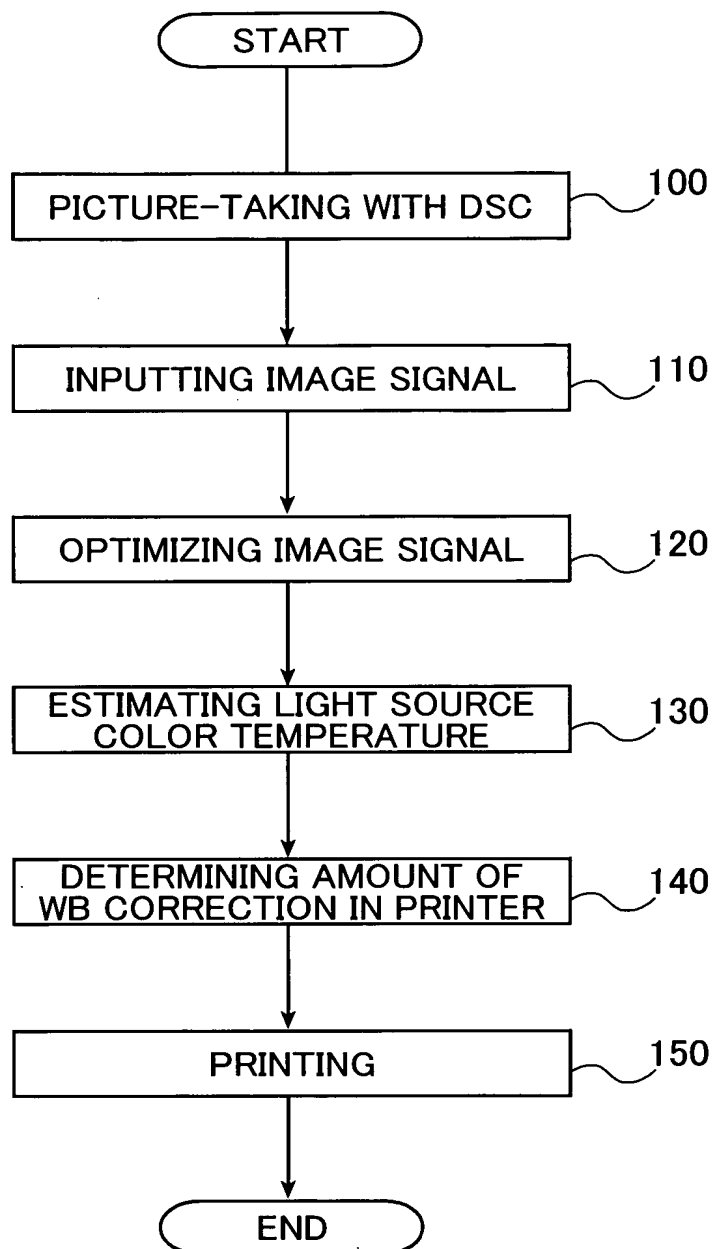 START
PICTURE-TAKING WITH DSC
100
INPUTTING IMAGE SIGNAL
110
OPTIMIZING IMAGE SIGNAL
120
ESTIMATING LIGHT SOURCE
COLOR TEMPERATURE
130
DETERMINING AMOUNT OF
WB CORRECTION IN PRINTER
140
PRINTING
150
END